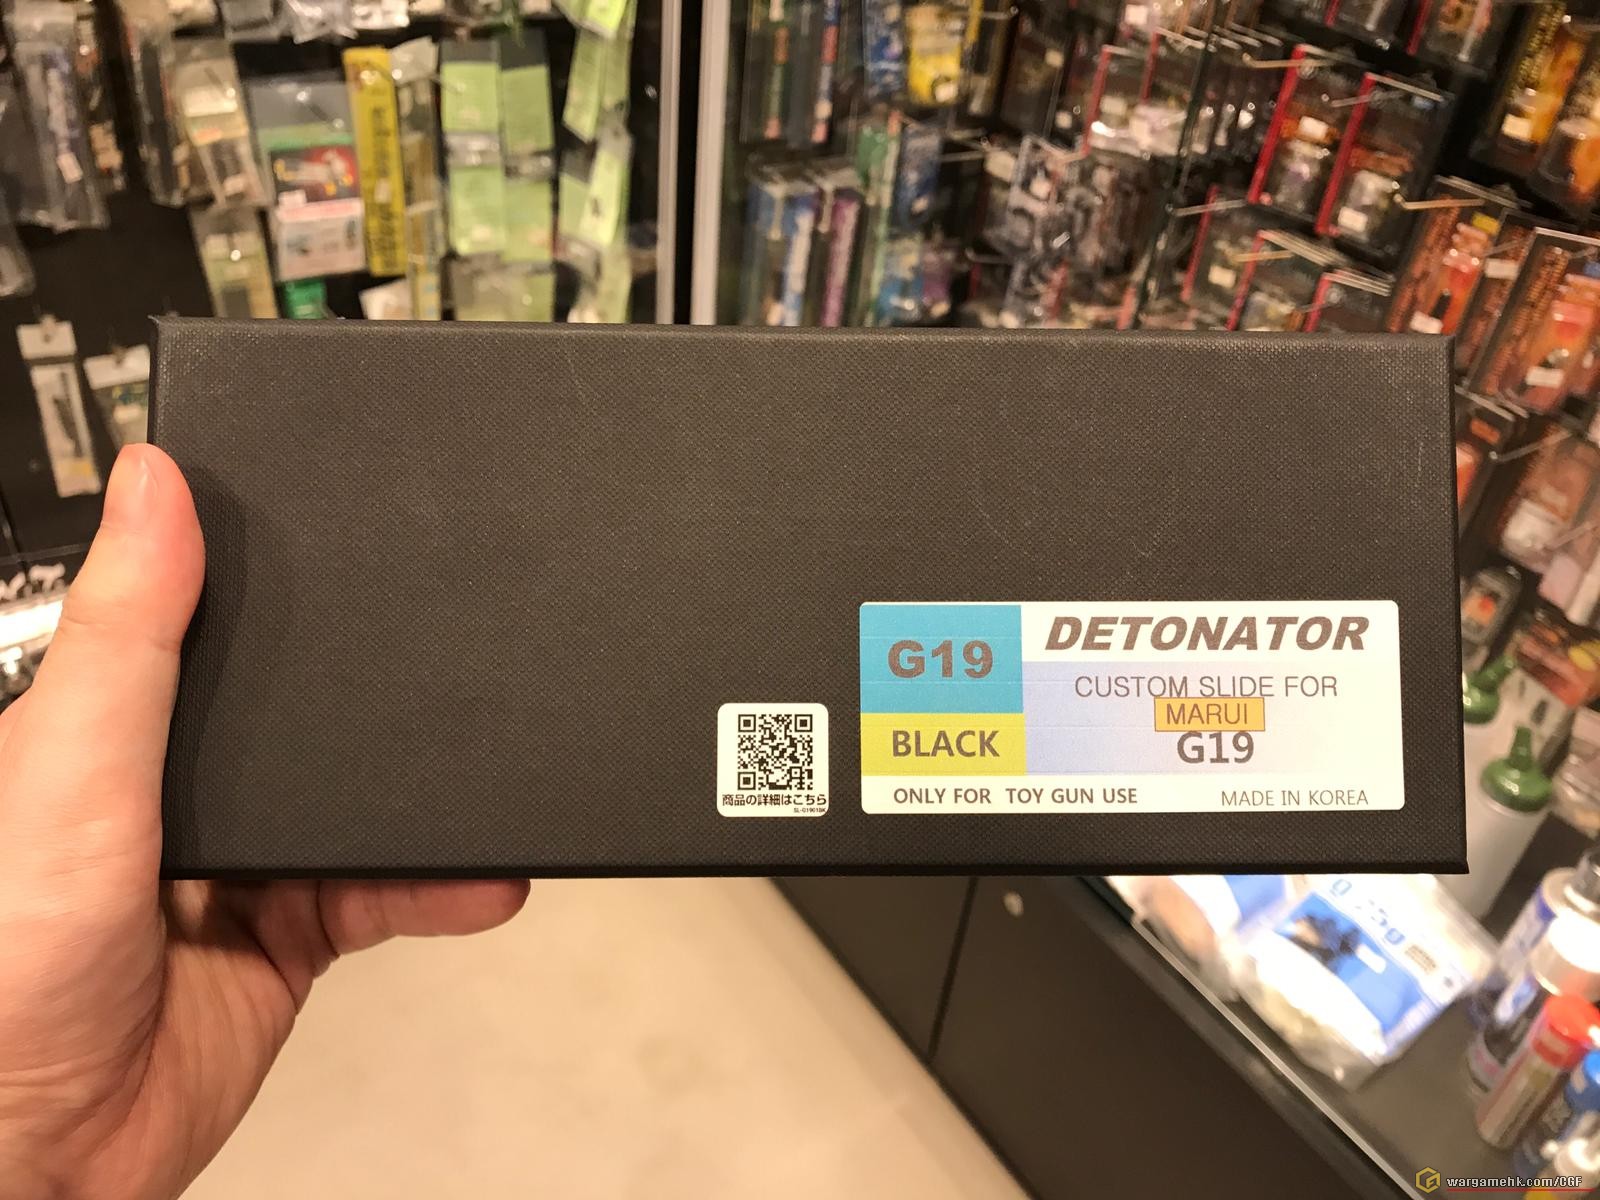 G19
BLACK
DETONATOR
CUSTOM SLIDE FOR
MARUI
G19
ONLY FOR TOY GUN USE
MADE IN KOREA
商品の詳細はこちら
wargamehk.com/CGF